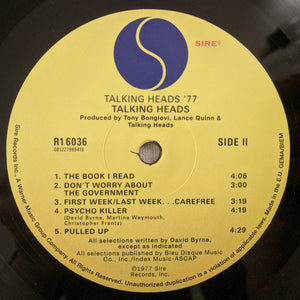 SIRE®
TALKING HEADS '77
TALKING HEADS
Produced by Tony Bongiovi, Lance Quinn &
Talking Heads
R1 6036
081227988418
SIDE II
1. THE BOOK I READ 4:06
2. DON'T WORRY ABOUT
THE GOVERNMENT 3:00
3. FIRST WEEK/LAST WEEK. . .CAREFREE 3:19
4. PSYCHO KILLER 4:19
(David Byrne, Martina Weymouth,
Christopher Frantz)
5. PULLED UP 4:29
All selections written by David Byrne,
except as indicated
All selections published by Bleu Disque Music
Co., Inc./Index Music-ASCAP
©1977 Sire
Records, Inc.
Sire Records Inc., A Warner Music Group Company.
All Rights Reserved. Unauthorized duplication is a violation of
Made in the E.U. GEMA/BIEM